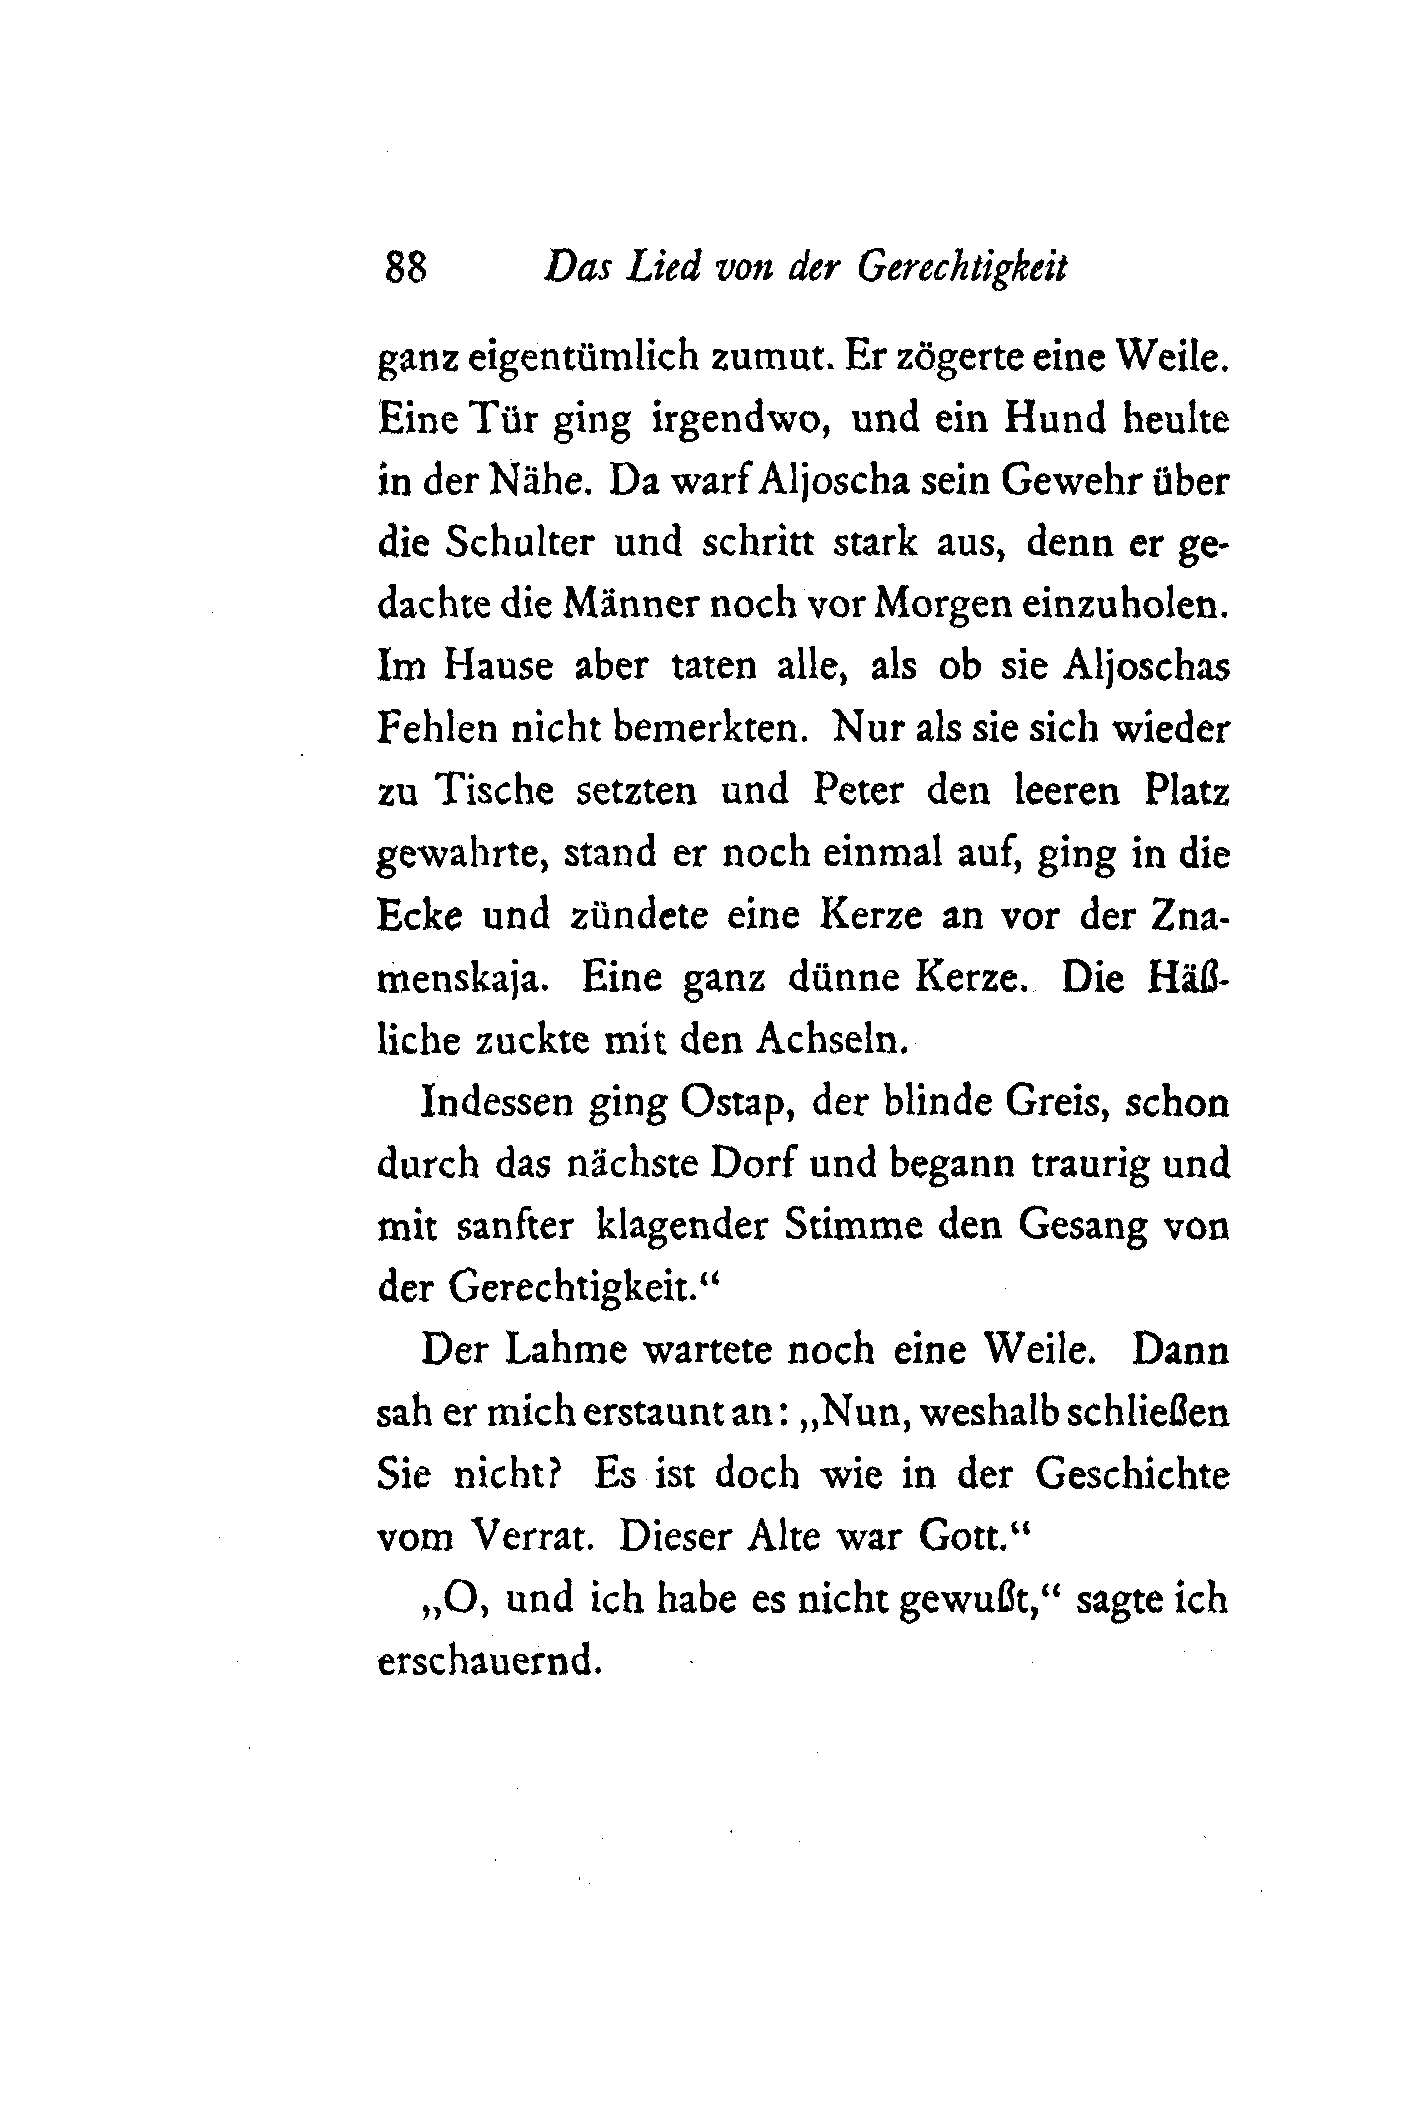 88 Das Lied von der Gerechtigkeit
ganz eigentümlich zumut. Er zögerte eine Weile.
Eine Tür ging irgendwo, und ein Hund heulte
in der Nähe. Da warf Aljoscha sein Gewehr über
die Schulter und schritt stark aus, denn er ge-
dachte die Männer noch vor Morgen einzuholen.
Im Hause aber taten alle, als ob sie Aljoschas
Fehlen nicht bemerkten. Nur als sie sich wieder
zu Tische setzten und Peter den leeren Platz
gewahrte, stand er noch einmal auf, ging in die
Ecke und zündete eine Kerze an vor der Zna-
menskaja. Eine ganz dünne Kerze. Die Häß-
liche zuckte mit den Achseln.
Indessen ging Ostap, der blinde Greis, schon
durch das nächste Dorf und begann traurig und
mit sanfter klagender Stimme den Gesang von
der Gerechtigkeit.“
Der Lahme wartete noch eine Weile. Dann
sah er mich erstaunt an: „Nun, weshalb schließen
Sie nicht? Es ist doch wie in der Geschichte
vom Verrat. Dieser Alte war Gott.“
„O, und ich habe es nicht gewußt,“ sagte ich
erschauernd.